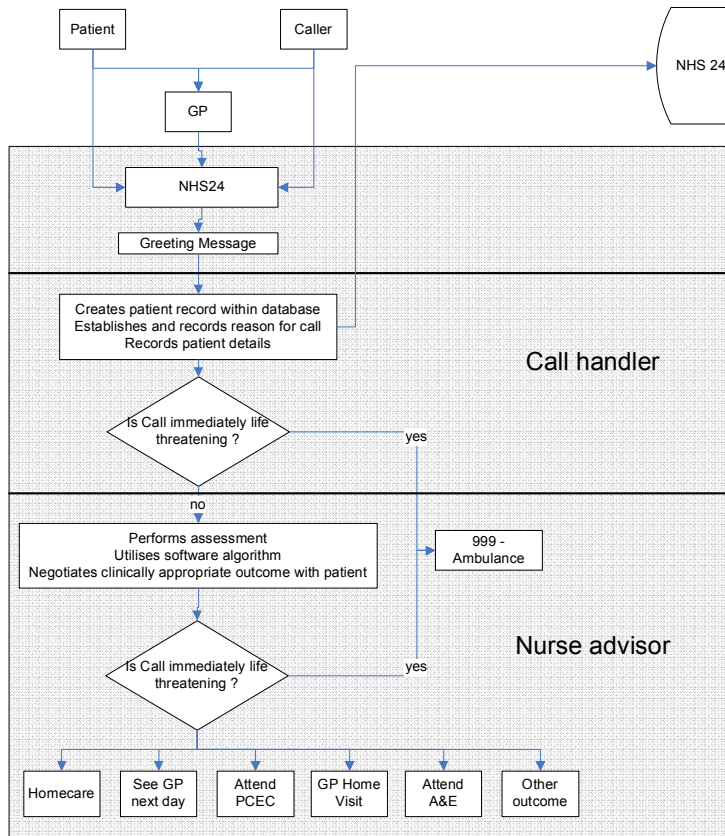 Patient
Caller
NHS 24
GP
NHS24
Greeting Message
Creates patient record within database
Establishes and records reason for call
Records patient details
Call handler
Is Call immediately life
threatening ?
yes
no
Performs assessment
Utilises software algorithm
Negotiates clinically appropriate outcome with patient
999 -
Ambulance
Nurse advisor
Is Call immediately life
threatening ?
yes
Homecare
See GP
next day
Attend
PCEC
GP Home
Visit
Attend
A&E
Other
outcome